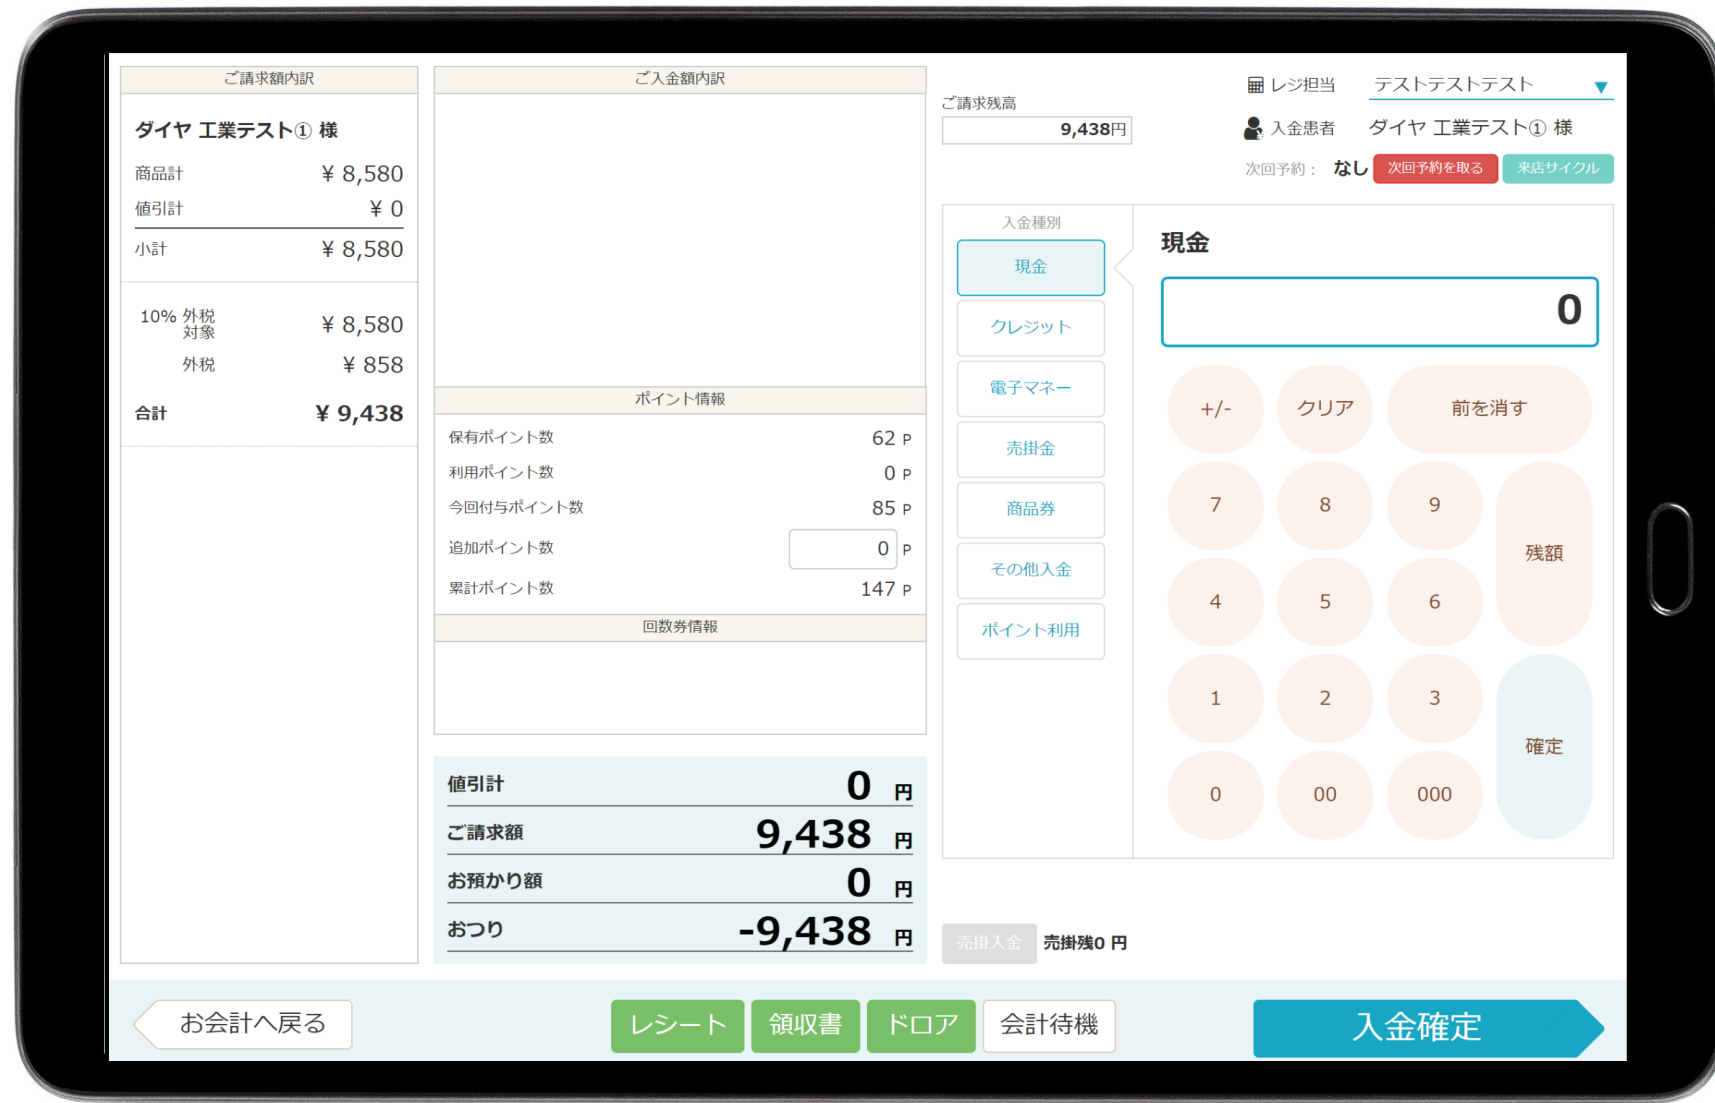 ご請求額内訳
ダイヤ 工業テスト① 様
商品計 ¥ 8,580
値引計 ¥ 0
小計 ¥ 8,580
10% 外税
対象 ¥ 8,580
外税 ¥ 858
合計 ¥ 9,438
ご入金額内訳
ポイント情報
保有ポイント数 62 P
利用ポイント数 0 P
今回付与ポイント数 85 P
追加ポイント数 0 P
累計ポイント数 147 P
回数券情報
値引計 0 円
ご請求額 9,438 円
お預かり額 0 円
おつり -9,438 円
ご請求残高
9,438円
レジ担当 テストテストテスト ▼
入金患者 ダイヤ 工業テスト① 様
次回予約： なし 次回予約を取る 来店サイクル
入金種別
現金
クレジット
電子マネー
売掛金
商品券
その他入金
ポイント利用
現金
0
+/- クリア 前を消す
7 8 9
残額
4 5 6
1 2 3
確定
0 00 000
売掛入金 売掛残0 円
お会計へ戻る
レシート 領収書 ドロア 会計待機
入金確定